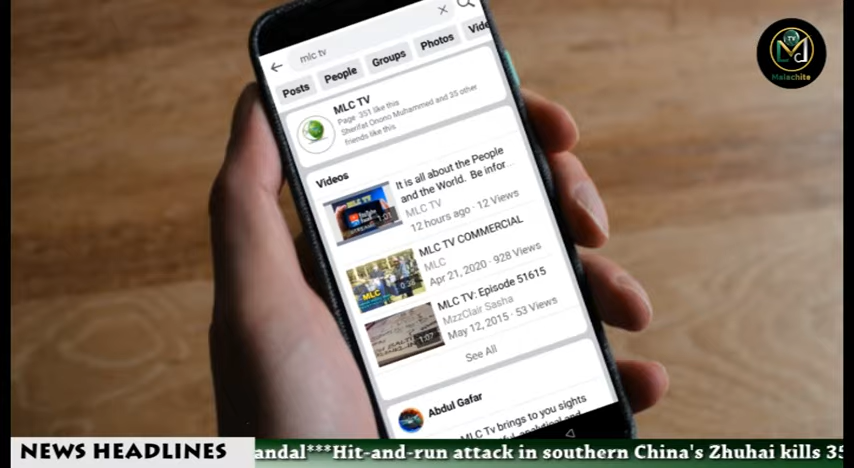 mlc tv
Posts
People
Groups
Photos
Vide
MLC TV
Page 351 like this
Sherifat Onono Muhammed and 35 other
friends like this
Videos
It is all about the People
and the World. Be infor...
MLC TV
12 hours ago · 12 Views
1:01
MLC TV COMMERCIAL
MLC
Apr 21, 2020 · 928 Views
MLC
0:38
MLC TV: Episode 51615
MzzClair Sasha
May 12, 2015 · 53 Views
1:07
See All
Abdul Gafar
MLC Tv brings to you sights
TV
Malachite
NEWS HEADLINES
andal***Hit-and-run attack in southern China's Zhuhai kills 35